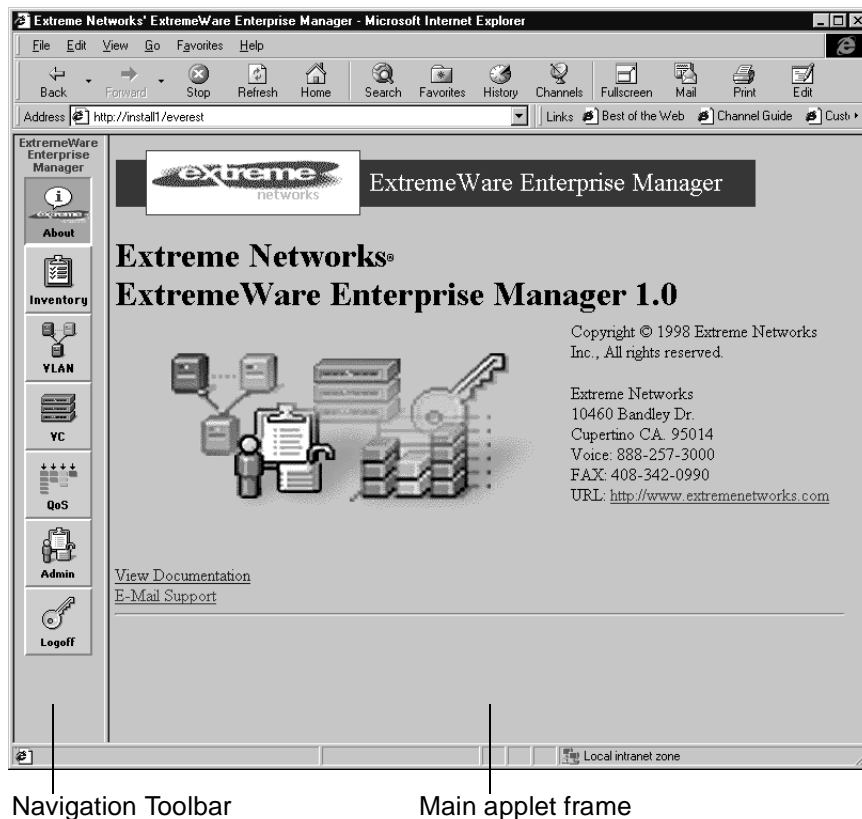 Extreme Networks' ExtremeWare Enterprise Manager - Microsoft Internet Explorer
File Edit View Go Favorites Help
Back Forward Stop Refresh Home Search Favorites History Channels Fullscreen Mail Print Edit
Address http://install1/everest Links Best of the Web Channel Guide Custo
ExtremeWare
Enterprise
Manager
About
Inventory
VLAN
VC
QoS
Admin
Logoff
extreme
networks
ExtremeWare Enterprise Manager
Extreme Networks®
ExtremeWare Enterprise Manager 1.0
Copyright © 1998 Extreme Networks
Inc., All rights reserved.
Extreme Networks
10460 Bandley Dr.
Cupertino CA. 95014
Voice: 888-257-3000
FAX: 408-342-0990
URL: http://www.extremenetworks.com
View Documentation
E-Mail Support
Local intranet zone
Navigation Toolbar
Main applet frame